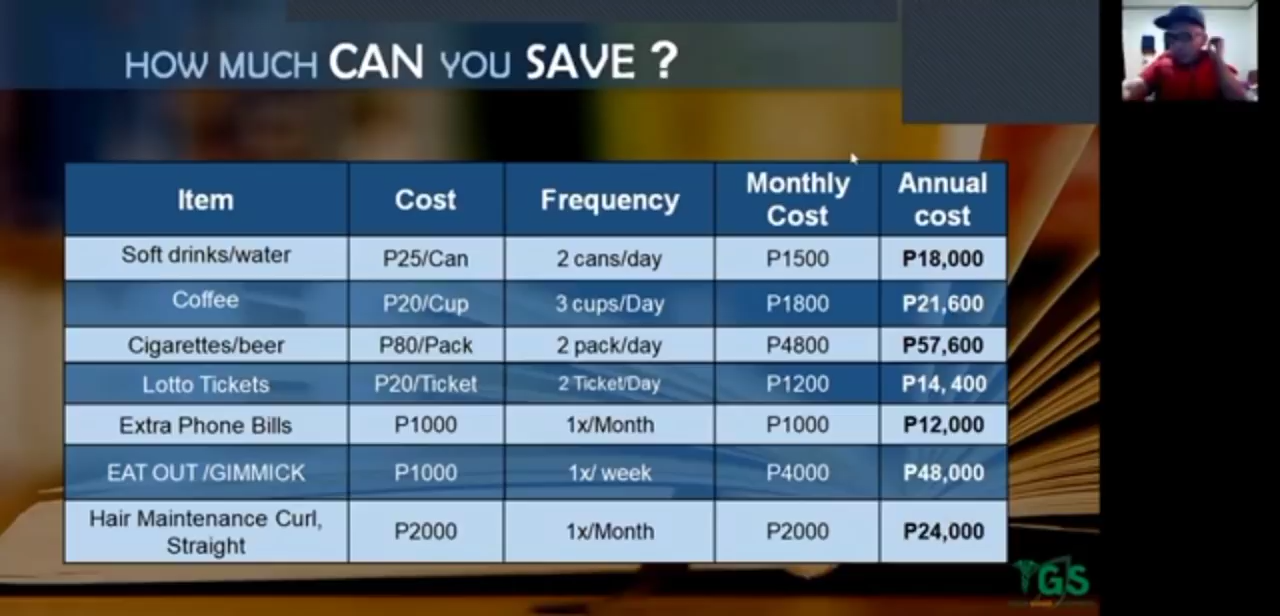 HOW MUCH CAN YOU SAVE ?
Item Cost Frequency Monthly Cost Annual cost
Soft drinks/water P25/Can 2 cans/day P1500 P18,000
Coffee P20/Cup 3 cups/Day P1800 P21,600
Cigarettes/beer P80/Pack 2 pack/day P4800 P57,600
Lotto Tickets P20/Ticket 2 Ticket/Day P1200 P14, 400
Extra Phone Bills P1000 1x/Month P1000 P12,000
EAT OUT /GIMMICK P1000 1x/ week P4000 P48,000
Hair Maintenance Curl, Straight P2000 1x/Month P2000 P24,000
GS